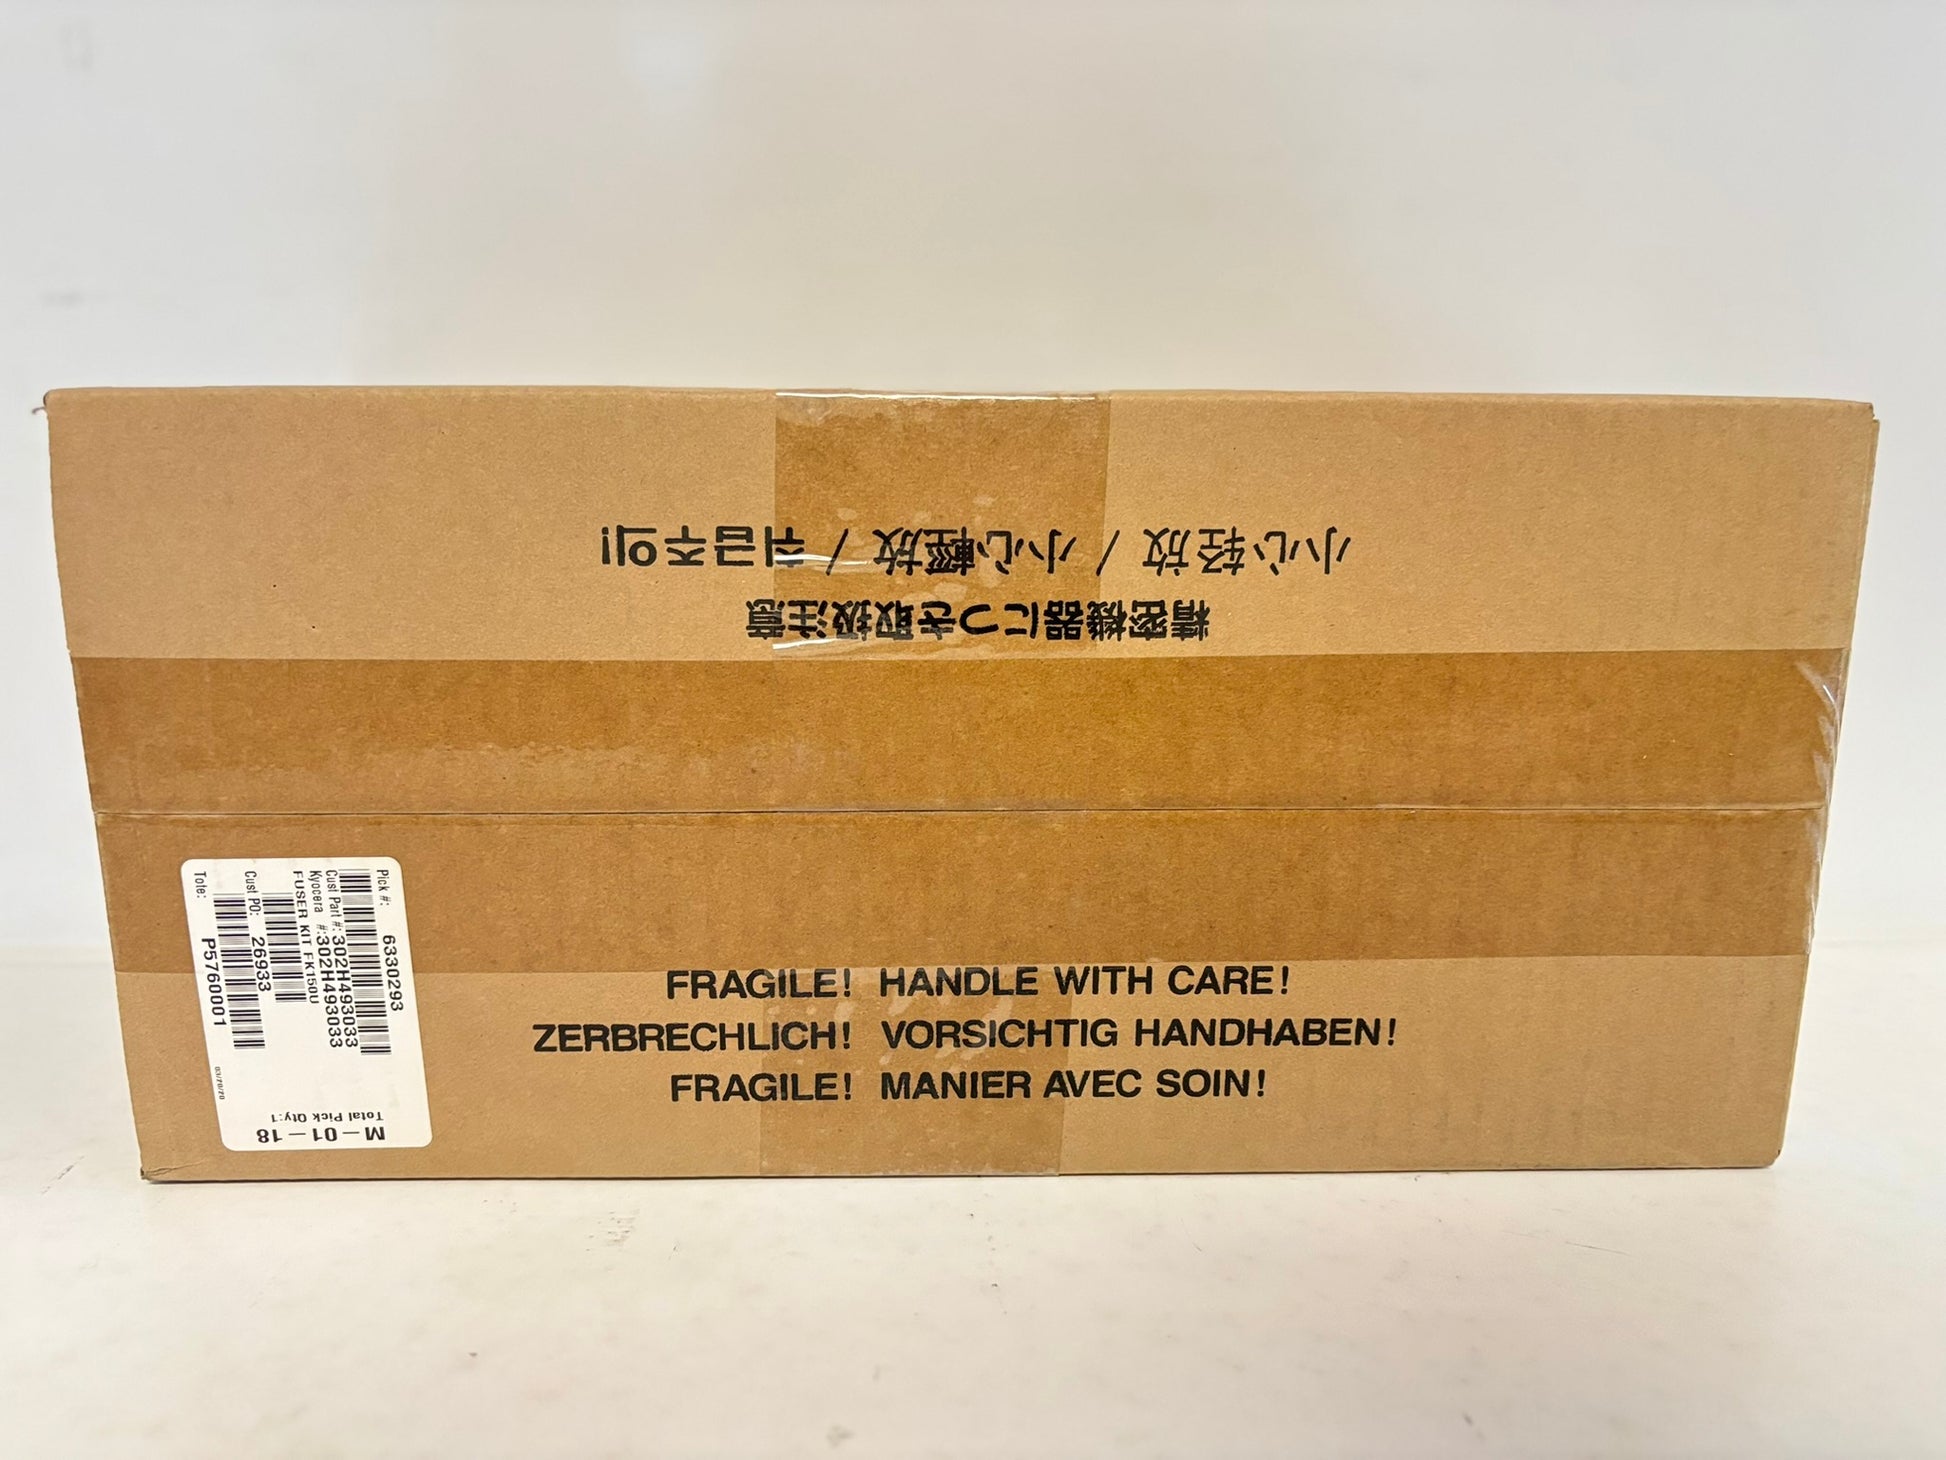 小心轻放 / 小心輕放 / 취급주의!
精密機器につき取扱注意
FRAGILE! HANDLE WITH CARE!
ZERBRECHLICH! VORSICHTIG HANDHABEN!
FRAGILE! MANIER AVEC SOIN!
Pick #: 6330293
Cust Part #: 302H493033
Kyocera #: 302H493033
FUSER KIT FK150U
Cust PO: 26933
Tote: P5760001
M-01-18
Total Pick Qty:1